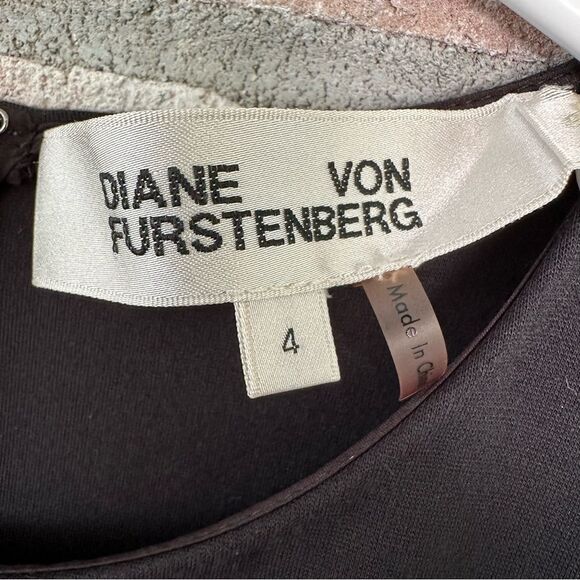 DIANE VON
FURSTENBERG
4
Made In